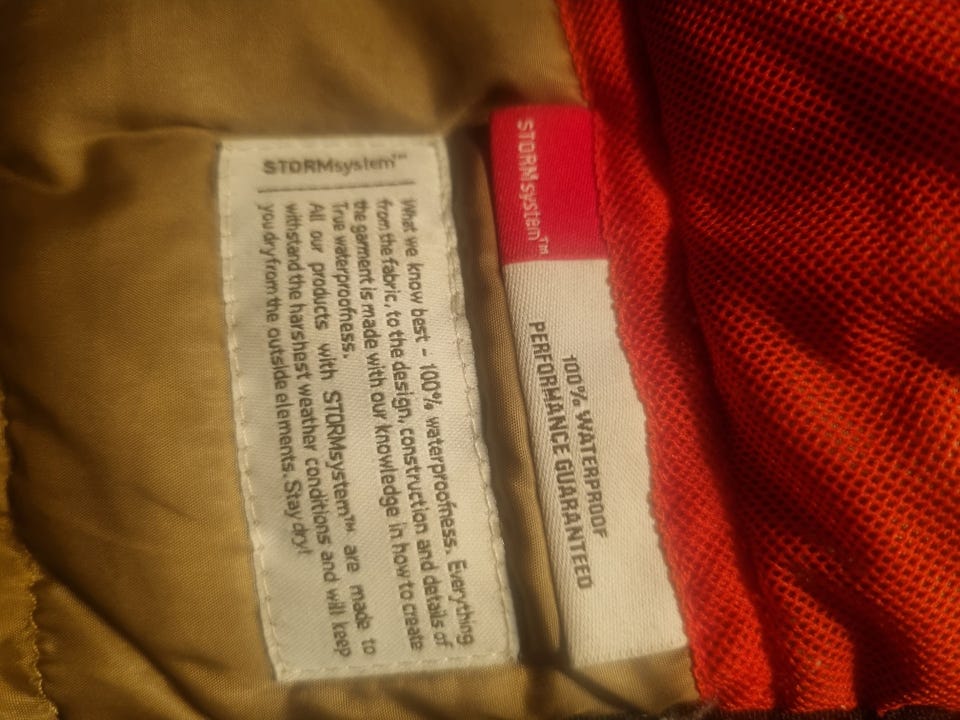 STORMsystem™
What we know best - 100% waterproofness. Everything
from the fabric, to the design, construction and details of
the garment is made with our knowledge in how to create
True waterproofness.
All our products with STORMsystem™ are made to
withstand the harshest weather conditions and will keep
you dry from the outside elements. Stay dry!
STORMsystem™
100% WATERPROOF
PERFORMANCE GUARANTEED